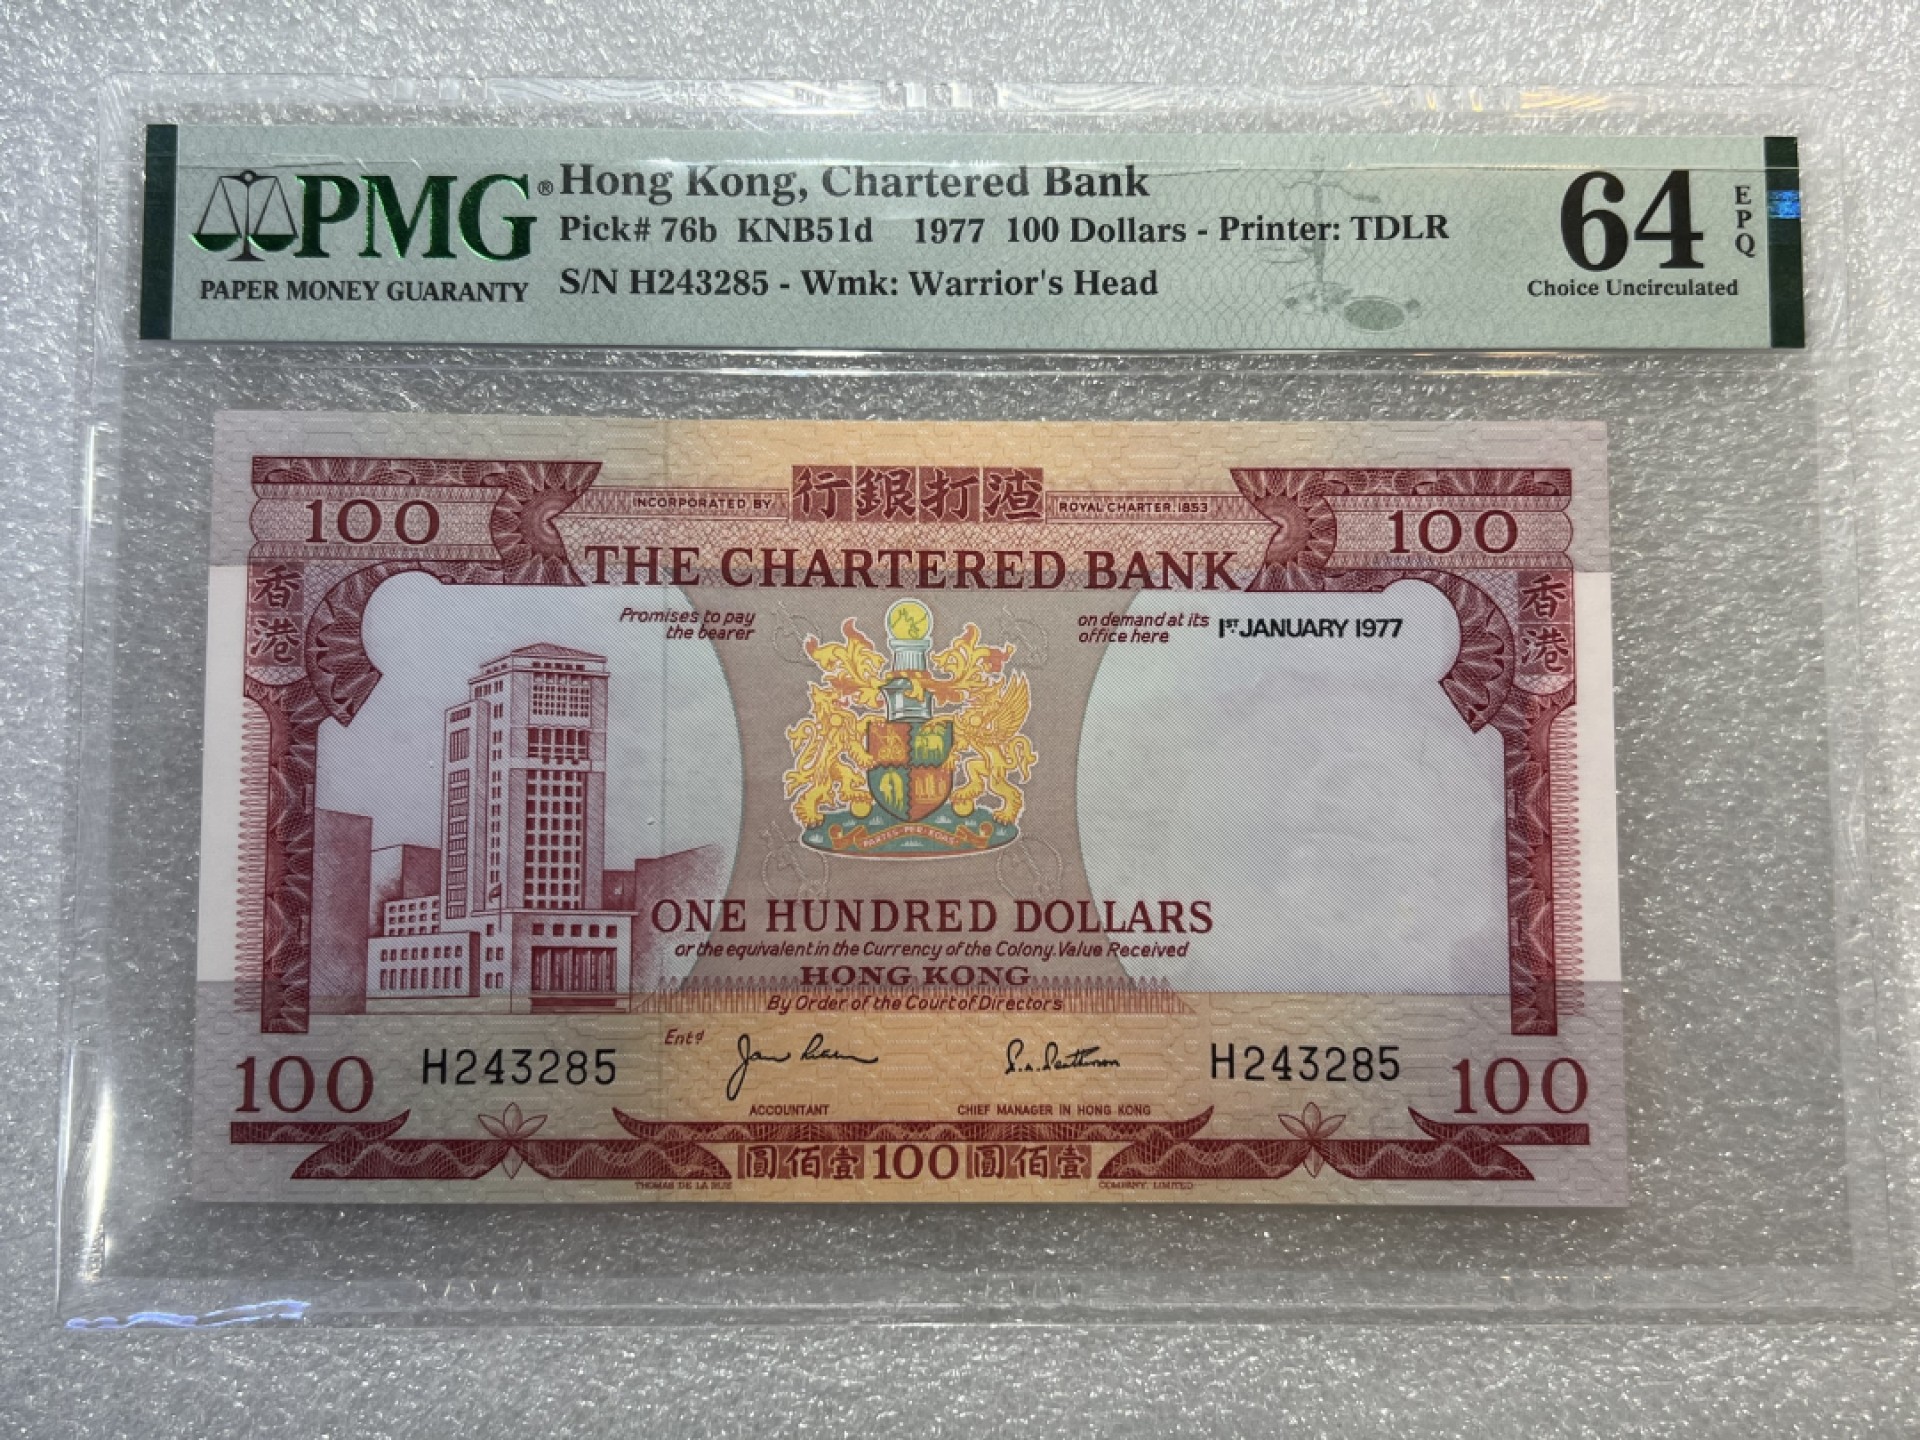 PMG®
PAPER MONEY GUARANTY
Hong Kong, Chartered Bank
Pick# 76b KNB51d 1977 100 Dollars - Printer: TDLR
S/N H243285 - Wmk: Warrior's Head
64
EPQ
Choice Uncirculated
INCORPORATED BY 行銀打渣 ROYAL CHARTER.1853
100 100
THE CHARTERED BANK
香港 香港
Promises to pay
the bearer
on demand at its
office here
1ST JANUARY 1977
PARTES·PER·EOAS
ONE HUNDRED DOLLARS
or the equivalent in the Currency of the Colony. Value Received
HONG KONG
By Order of the Court of Directors
Entd
100 H243285 H243285 100
ACCOUNTANT CHIEF MANAGER IN HONG KONG
圓佰壹 100 圓佰壹
THOMAS DE LA RUE COMPANY, LIMITED